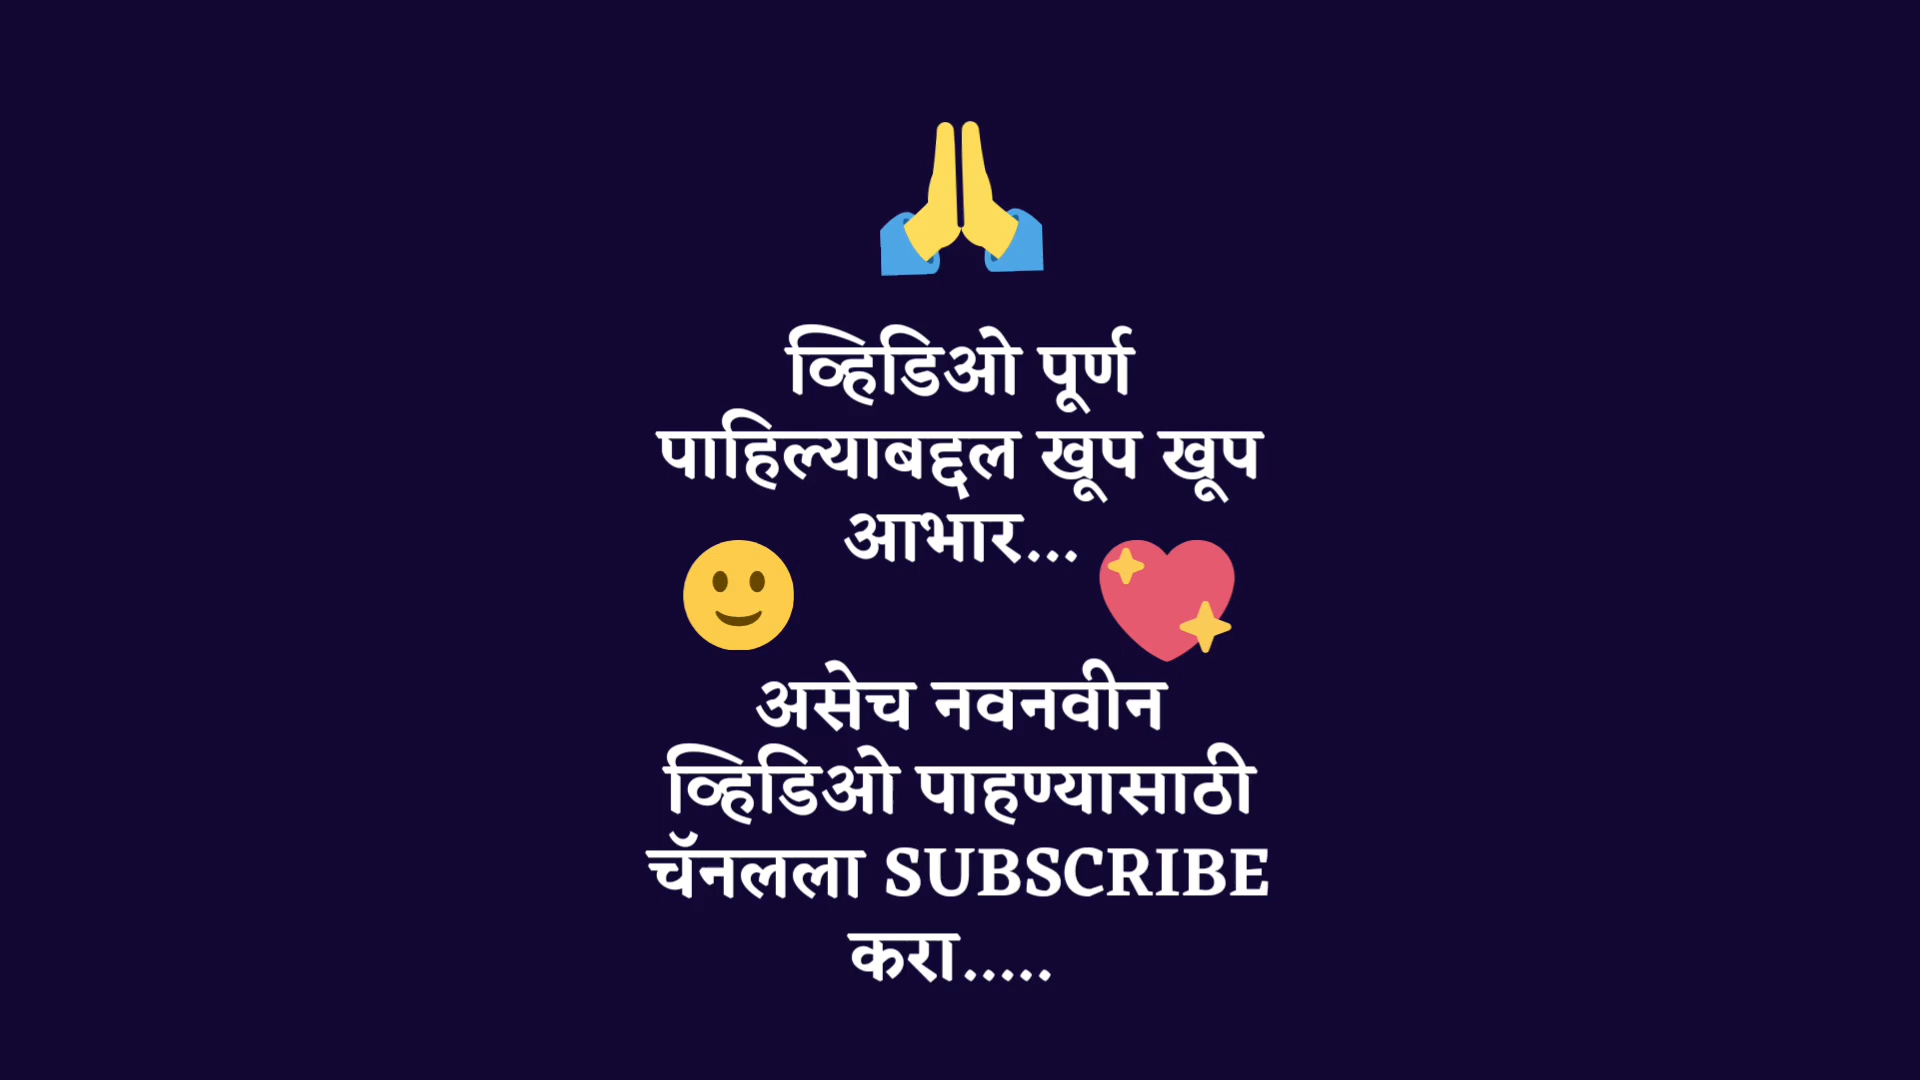 व्हिडिओ पूर्ण
पाहिल्याबद्दल खूप खूप
आभार...
असेच नवनवीन
व्हिडिओ पाहण्यासाठी
चॅनलला SUBSCRIBE
करा.....